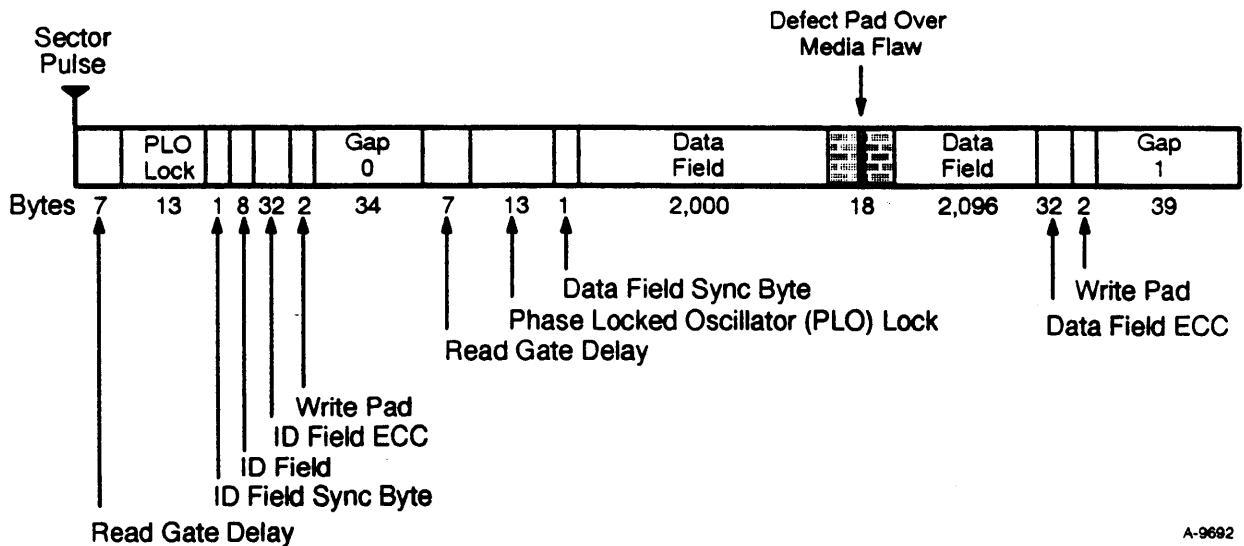 Sector
Pulse
Defect Pad Over
Media Flaw
PLO
Lock
Gap
0
Data
Field
Data
Field
Gap
1
Bytes 7 13 1 8 32 2 34 7 13 1 2,000 18 2,096 32 2 39
Data Field Sync Byte
Write Pad
Phase Locked Oscillator (PLO) Lock
Data Field ECC
Read Gate Delay
Write Pad
ID Field ECC
ID Field
ID Field Sync Byte
Read Gate Delay
A-9692